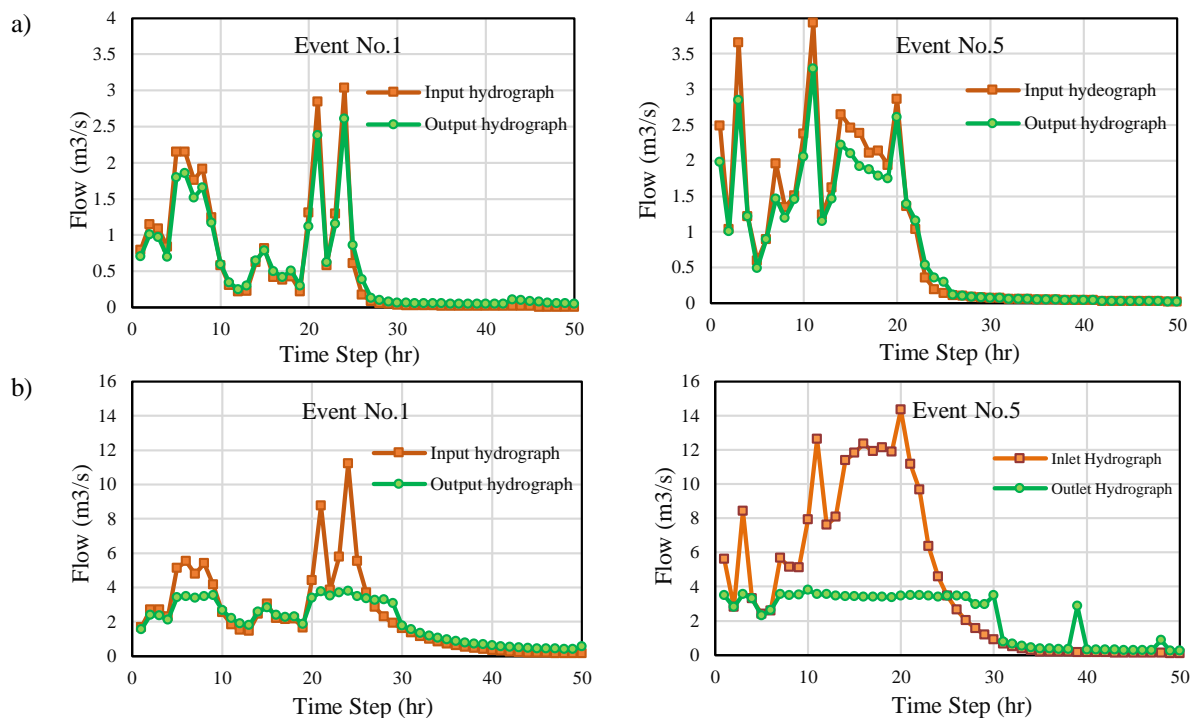 a)
Event No.1
Input hydrograph
Output hydrograph
Flow (m3/s)
4
3.5
3
2.5
2
1.5
1
0.5
0
0 10 20 30 40 50
Time Step (hr)
Event No.5
Input hydeograph
Output hydrograph
Flow (m3/s)
4
3.5
3
2.5
2
1.5
1
0.5
0
0 10 20 30 40 50
Time Step (hr)
b)
Event No.1
Input hydrograph
Output hydrograph
Flow (m3/s)
16
14
12
10
8
6
4
2
0
0 10 20 30 40 50
Time Step (hr)
Event No.5
Inlet Hydrograph
Outlet Hydrograph
Flow (m3/s)
16
14
12
10
8
6
4
2
0
0 10 20 30 40 50
Time Step (hr)